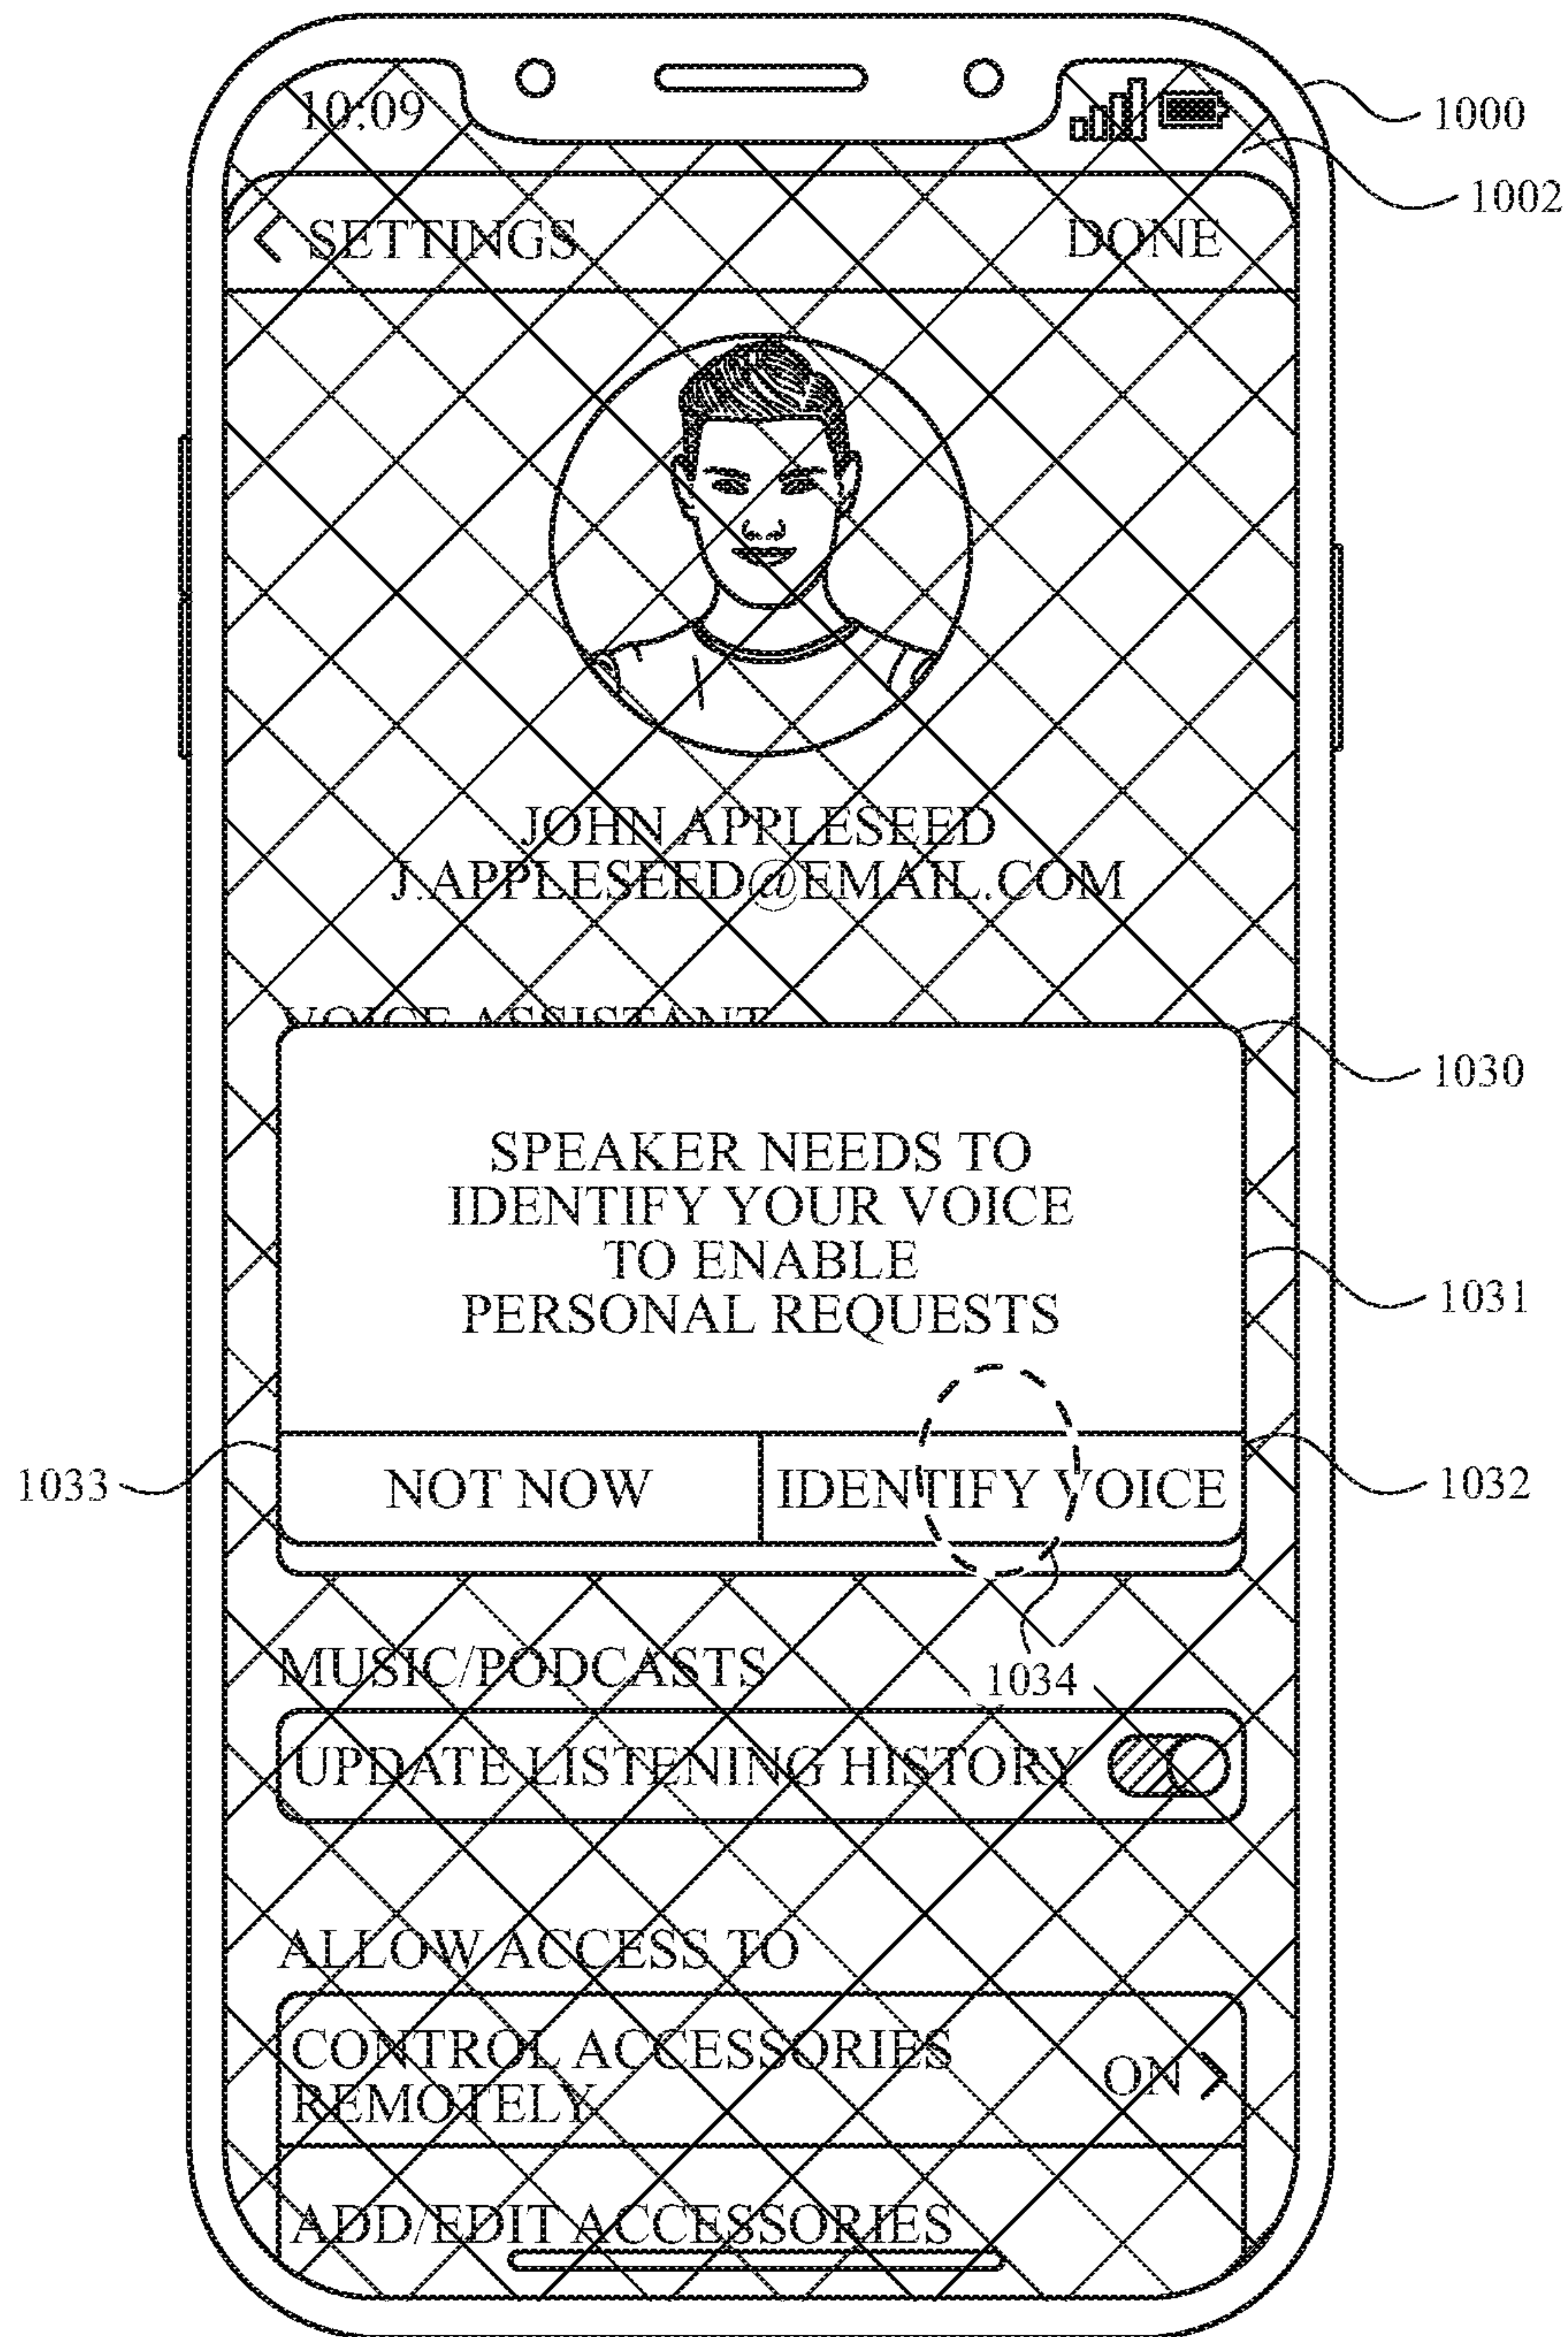 10:09
1000
1002
SETTINGS DONE
JOHN APPLESEED
J.APPLESEED@EMAIL.COM
VOICE ASSISTANT
1030
SPEAKER NEEDS TO
IDENTIFY YOUR VOICE
TO ENABLE
PERSONAL REQUESTS
1031
1033
NOT NOW IDENTIFY VOICE
1032
MUSIC/PODCASTS
1034
UPDATE LISTENING HISTORY
ALLOW ACCESS TO
CONTROL ACCESSORIES
REMOTELY
ON
ADD/EDIT ACCESSORIES